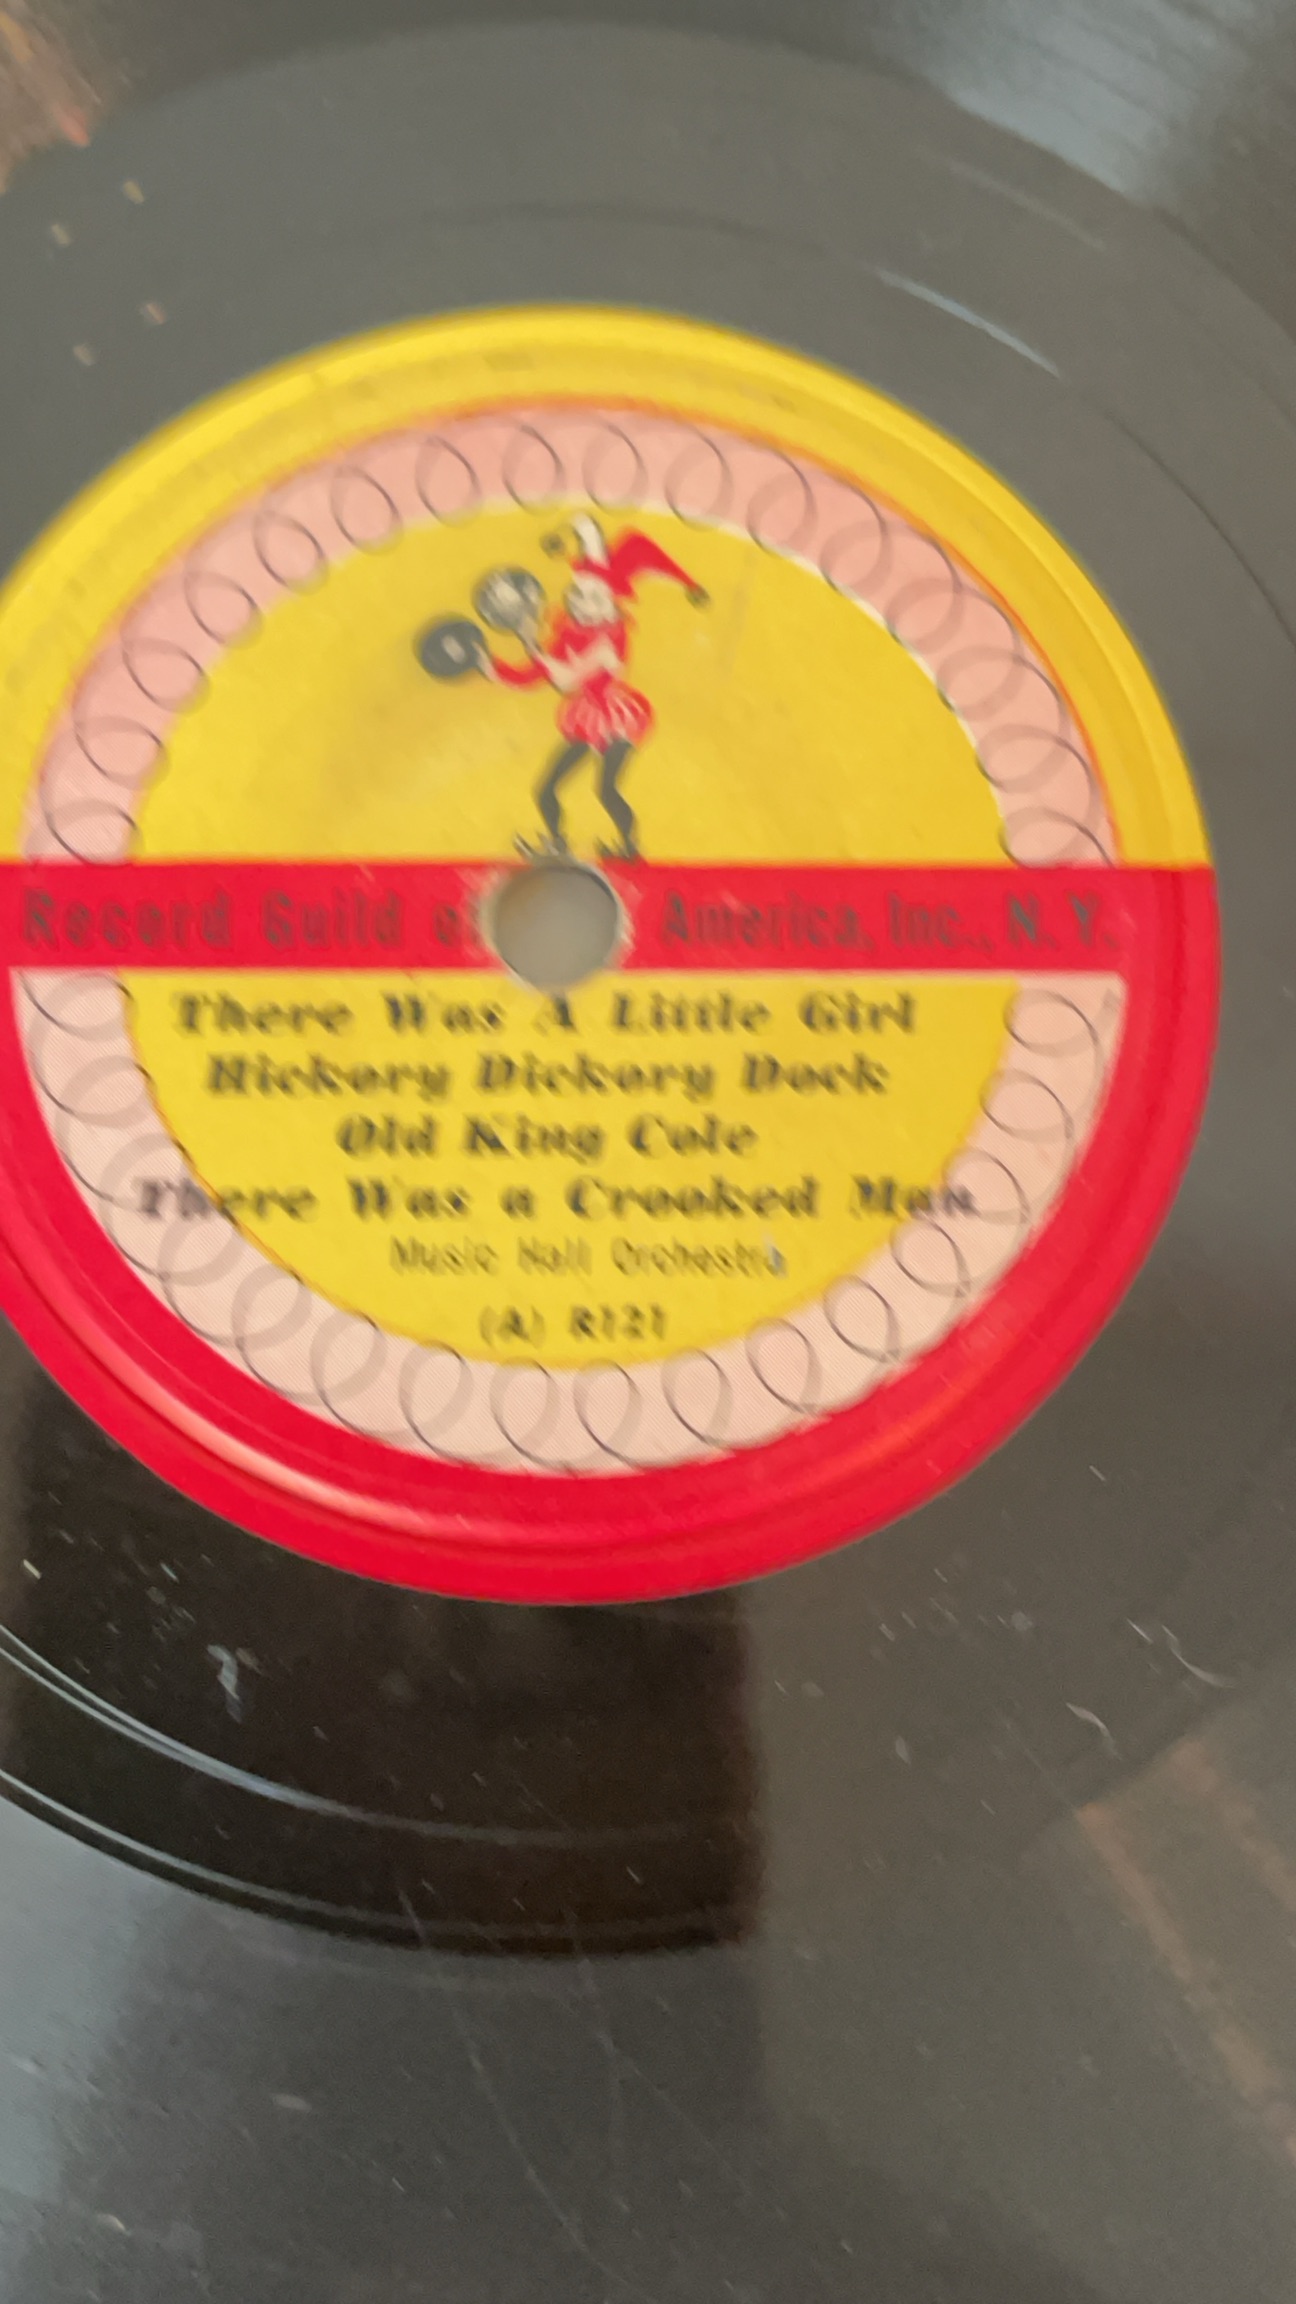 Record Guild of America, Inc., N. Y.
There Was A Little Girl
Hickory Dickory Dock
Old King Cole
There Was a Crooked Man
Music Hall Orchestra
(A) R121